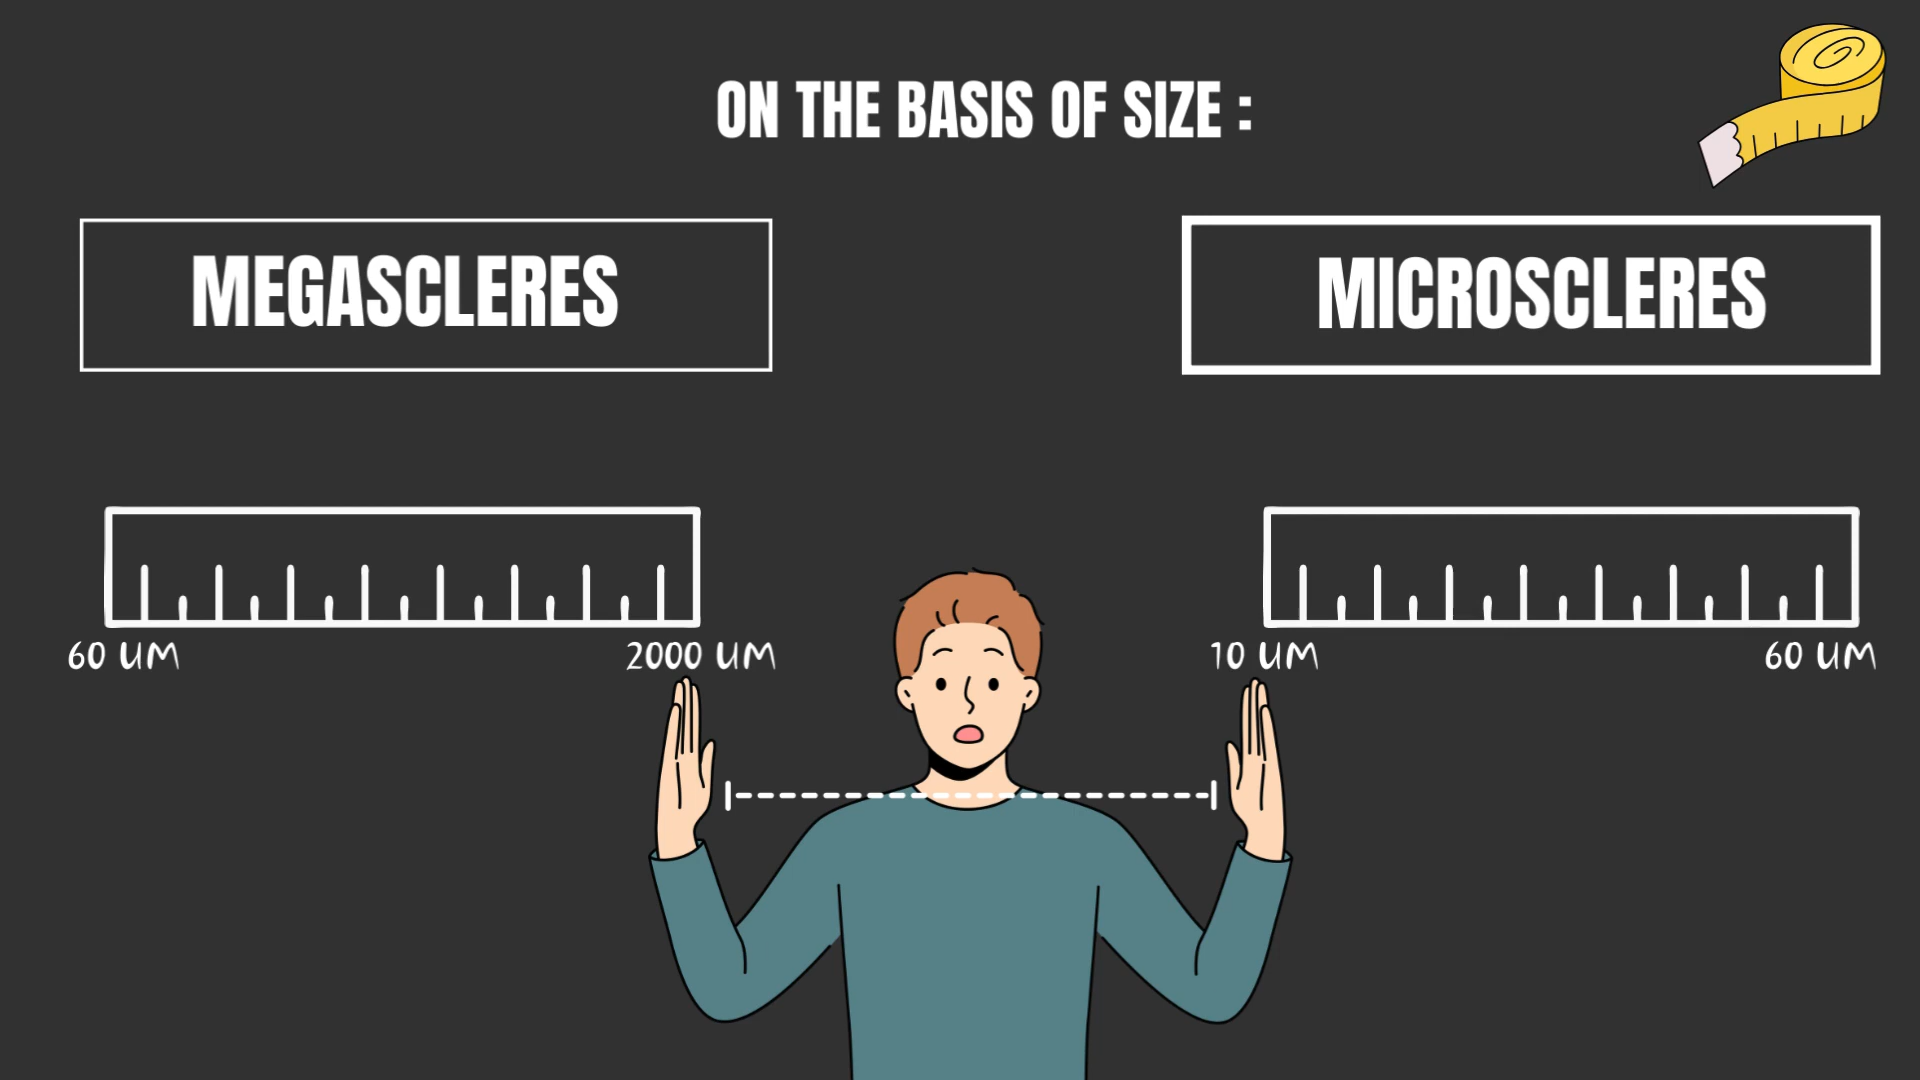 ON THE BASIS OF SIZE :
MEGASCLERES
MICROSCLERES
60 UM
2000 UM
10 UM
60 UM